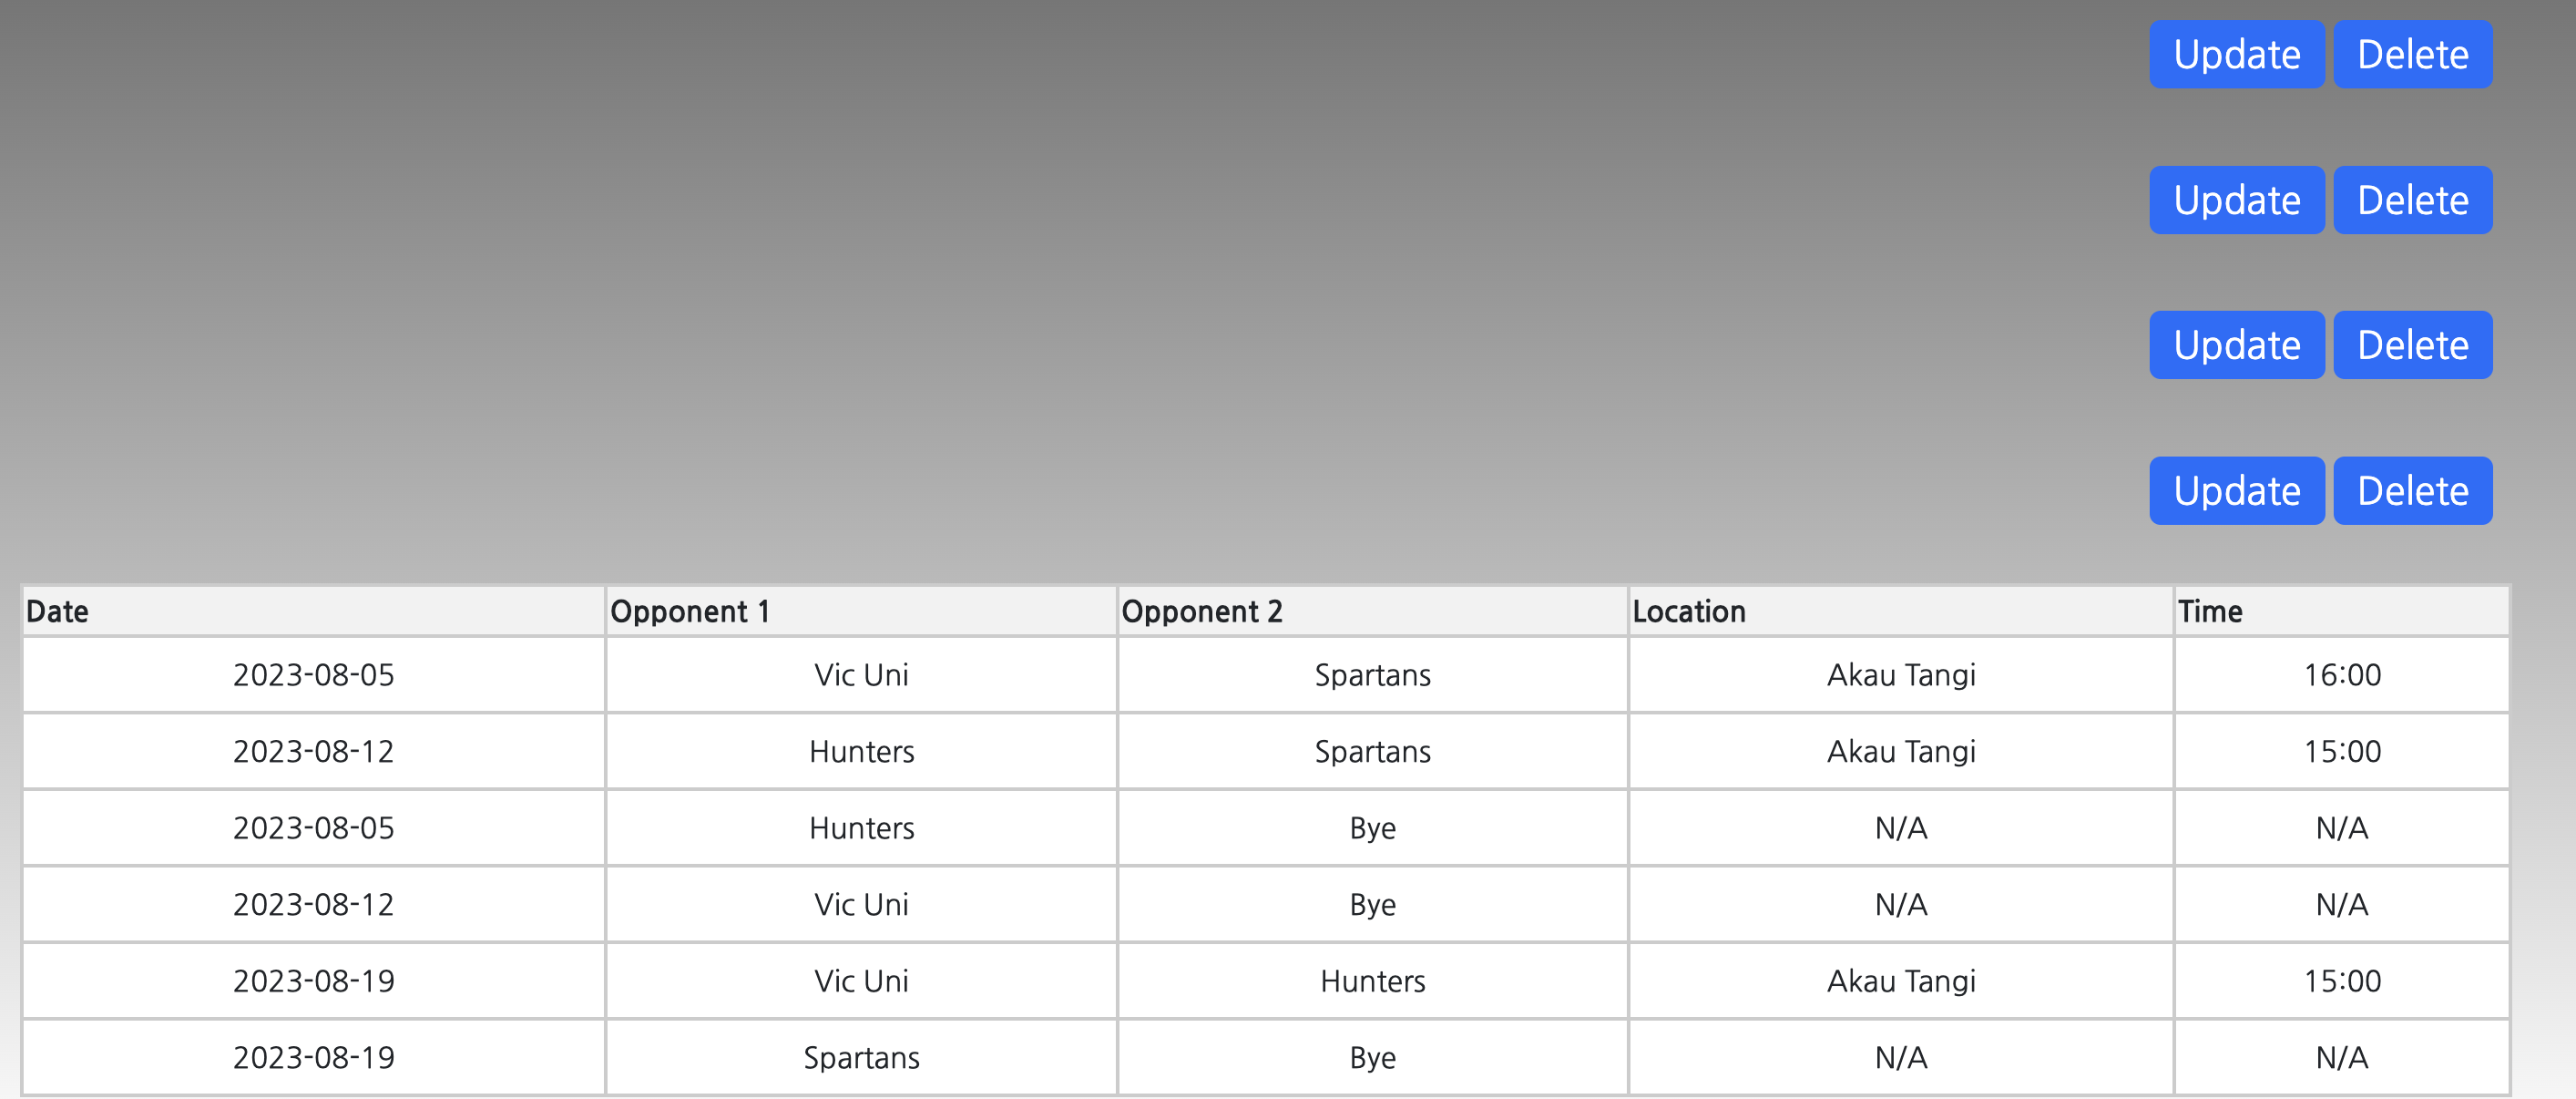 Update Delete
Update Delete
Update Delete
Update Delete
Date Opponent 1 Opponent 2 Location Time
2023-08-05 Vic Uni Spartans Akau Tangi 16:00
2023-08-12 Hunters Spartans Akau Tangi 15:00
2023-08-05 Hunters Bye N/A N/A
2023-08-12 Vic Uni Bye N/A N/A
2023-08-19 Vic Uni Hunters Akau Tangi 15:00
2023-08-19 Spartans Bye N/A N/A